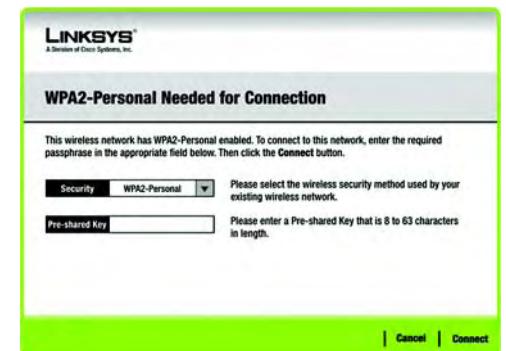 LINKSYS®
A Division of Cisco Systems, Inc.
WPA2-Personal Needed for Connection
This wireless network has WPA2-Personal enabled. To connect to this network, enter the required
passphrase in the appropriate field below. Then click the Connect button.
Security WPA2-Personal
Please select the wireless security method used by your
existing wireless network.
Pre-shared Key
Please enter a Pre-shared Key that is 8 to 63 characters
in length.
Cancel Connect